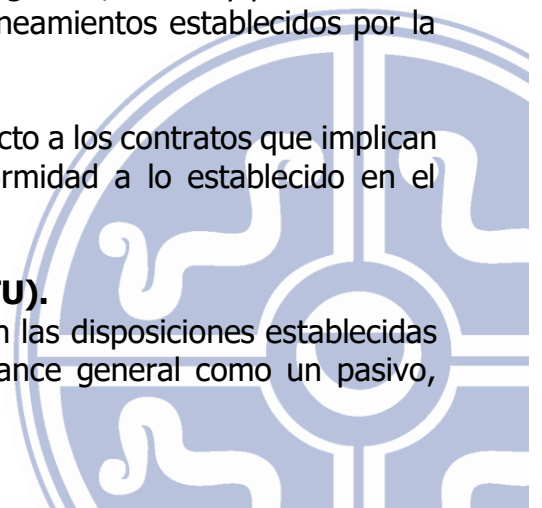 neamientos establecidos por la
cto a los contratos que implican
ormidad a lo establecido en el
TU).
n las disposiciones establecidas
ance general como un pasivo,